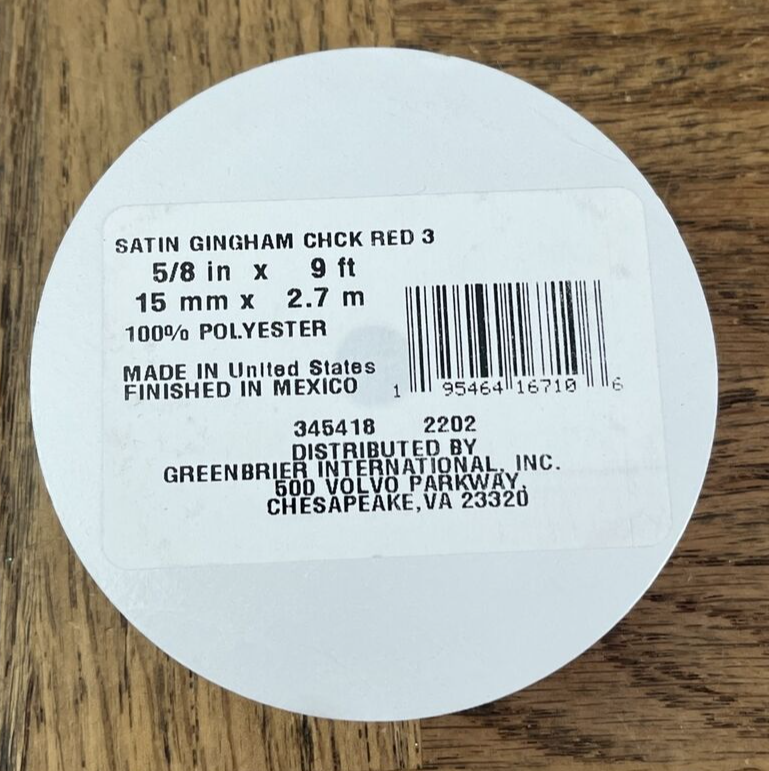 SATIN GINGHAM CHCK RED 3
5/8 in x 9 ft
15 mm x 2.7 m
100% POLYESTER
MADE IN United States
FINISHED IN MEXICO
1 95464 16710 6
345418 2202
DISTRIBUTED BY
GREENBRIER INTERNATIONAL, INC.
500 VOLVO PARKWAY,
CHESAPEAKE,VA 23320